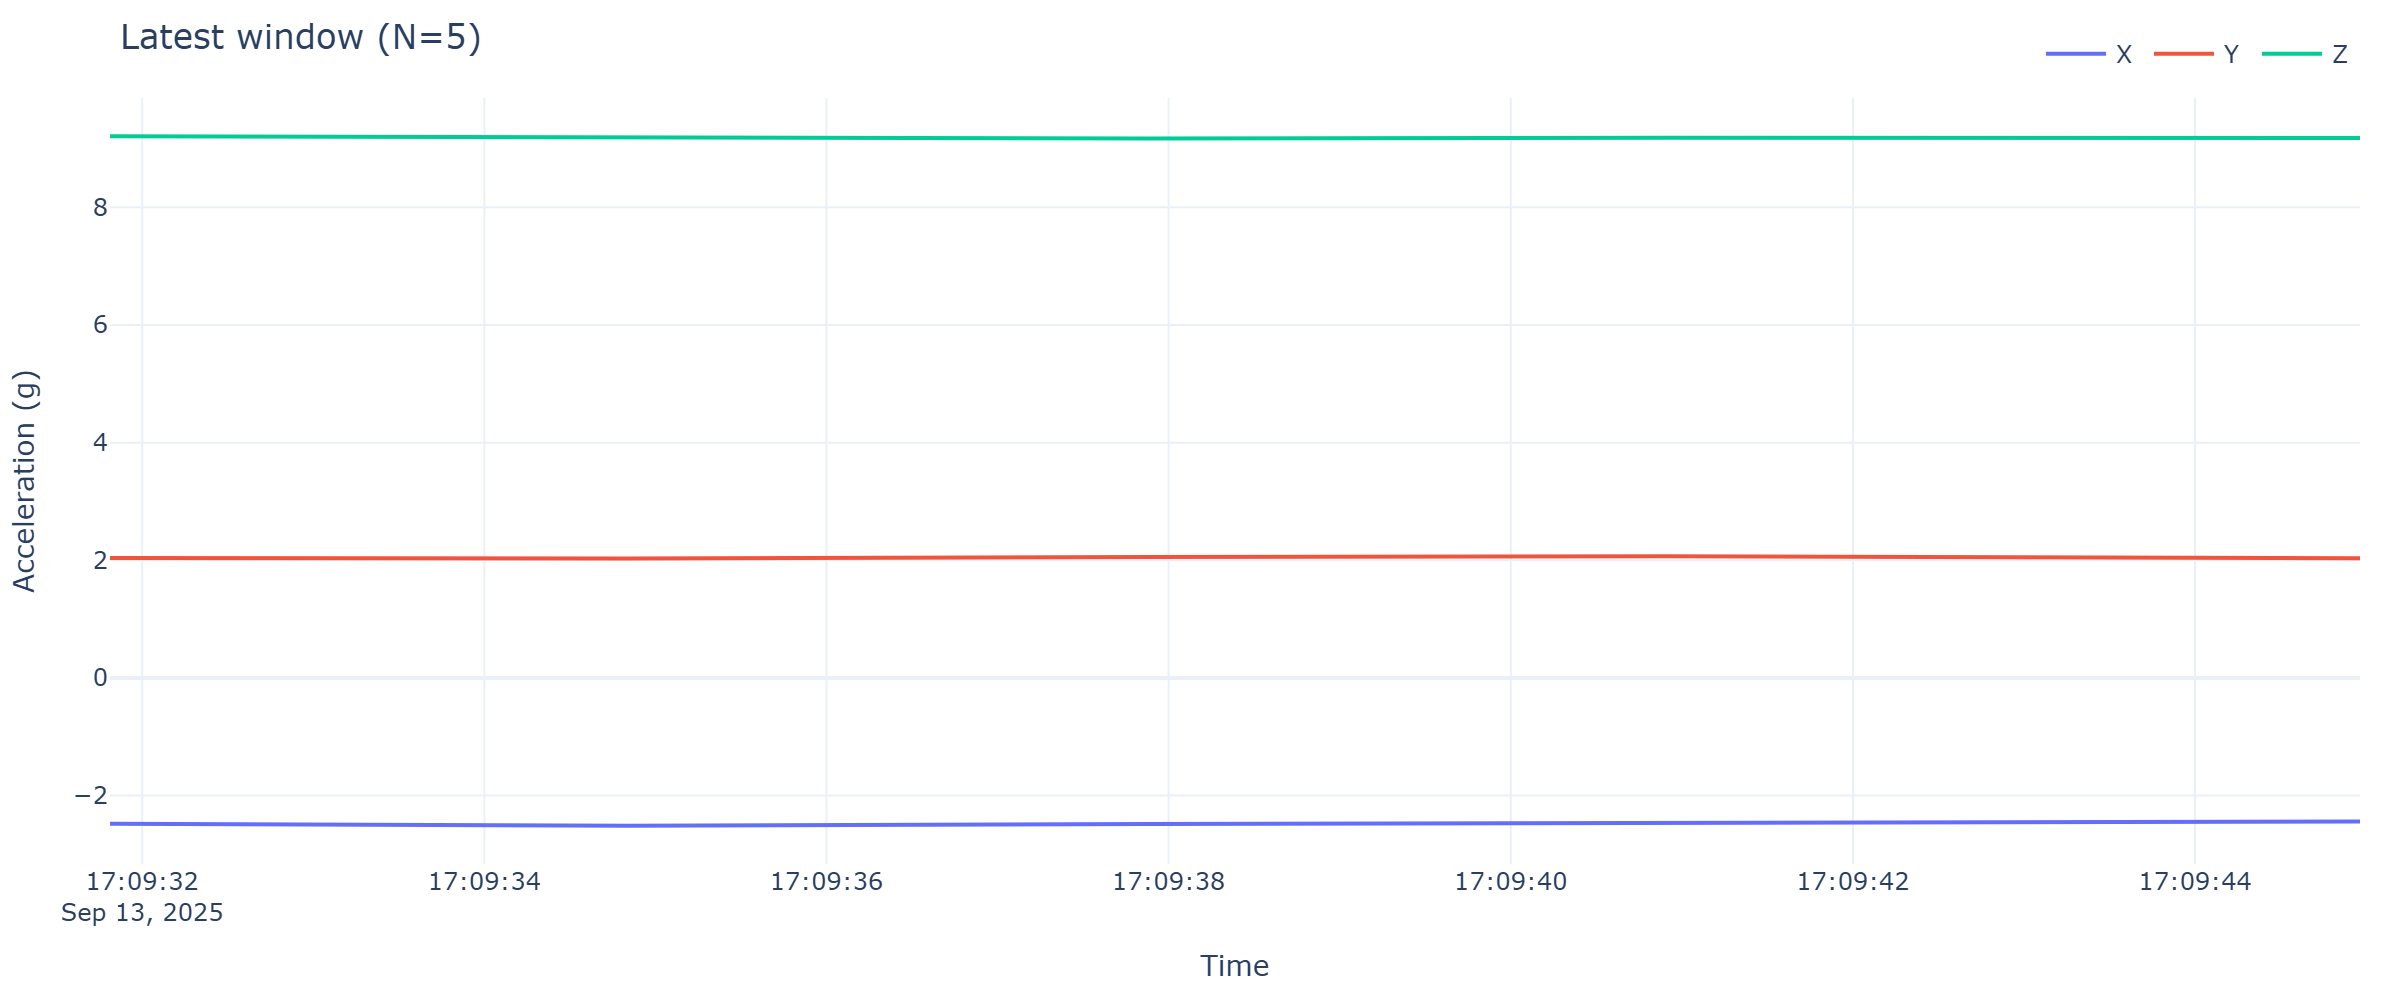 Latest window (N=5)
X Y Z
Acceleration (g)
8
6
4
2
0
−2
17:09:32 17:09:34 17:09:36 17:09:38 17:09:40 17:09:42 17:09:44
Sep 13, 2025
Time